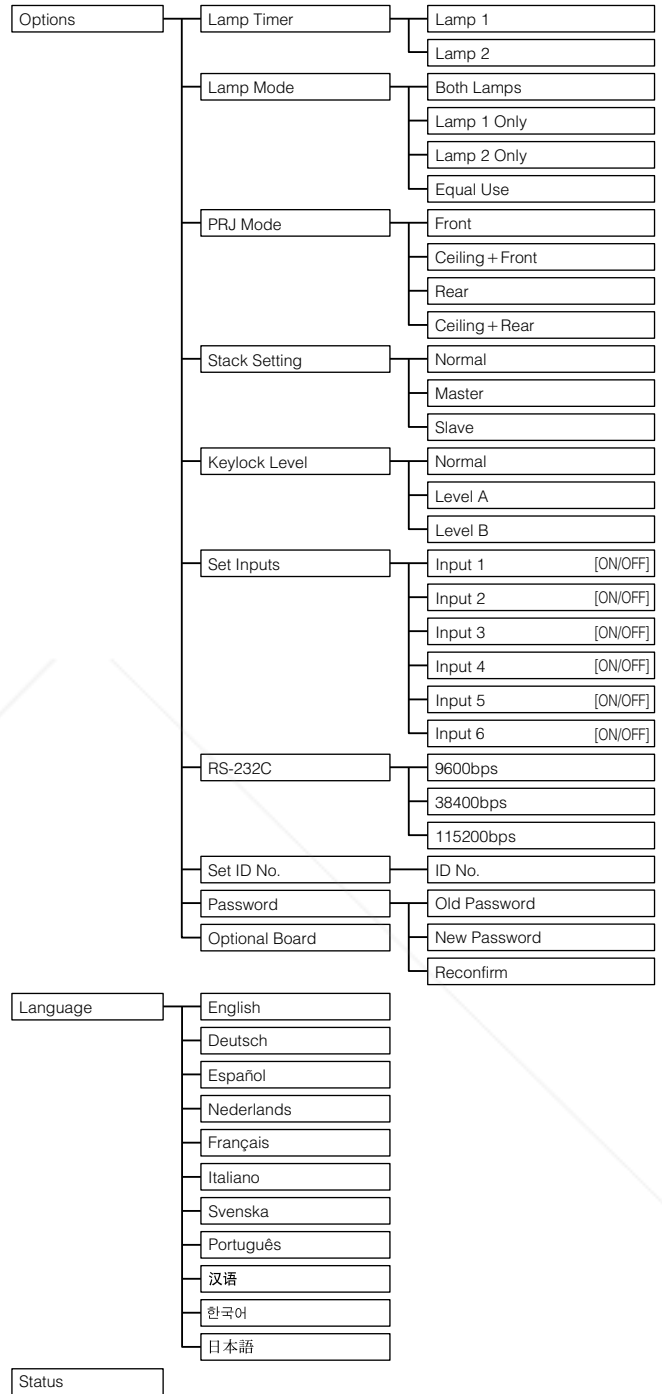 Options
Lamp Timer
Lamp 1
Lamp 2
Lamp Mode
Both Lamps
Lamp 1 Only
Lamp 2 Only
Equal Use
PRJ Mode
Front
Ceiling+Front
Rear
Ceiling+Rear
Stack Setting
Normal
Master
Slave
Keylock Level
Normal
Level A
Level B
Set Inputs
Input 1 [ON/OFF]
Input 2 [ON/OFF]
Input 3 [ON/OFF]
Input 4 [ON/OFF]
Input 5 [ON/OFF]
Input 6 [ON/OFF]
RS-232C
9600bps
38400bps
115200bps
Set ID No.
ID No.
Password
Old Password
New Password
Reconfirm
Optional Board
Language
English
Deutsch
Español
Nederlands
Français
Italiano
Svenska
Português
汉语
한국어
日本語
Status